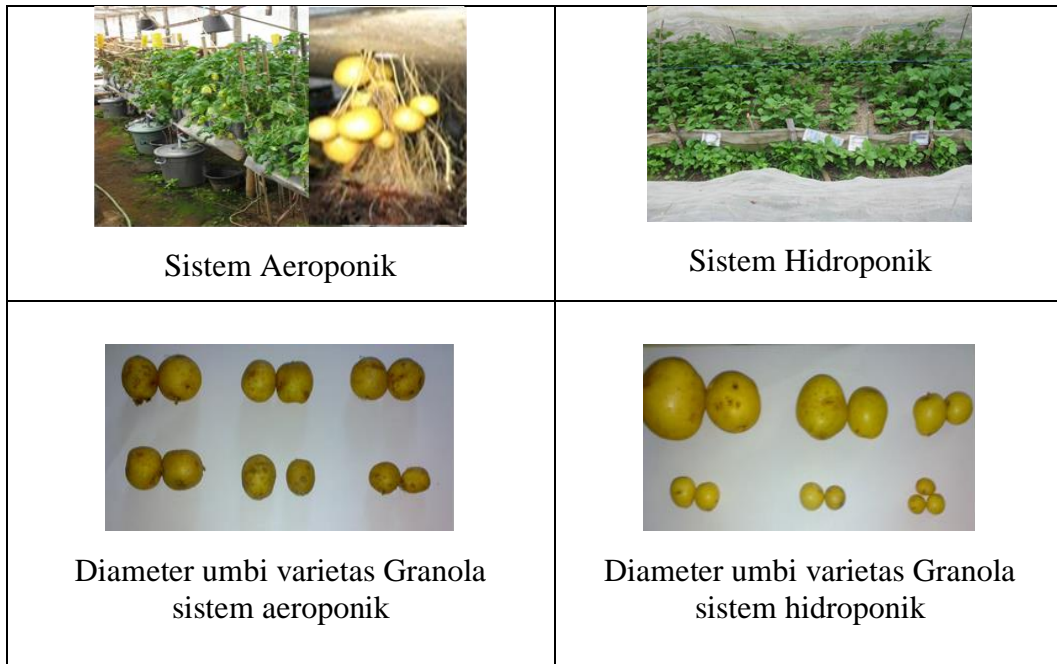 Sistem Aeroponik
Sistem Hidroponik
Diameter umbi varietas Granola
sistem aeroponik
Diameter umbi varietas Granola
sistem hidroponik